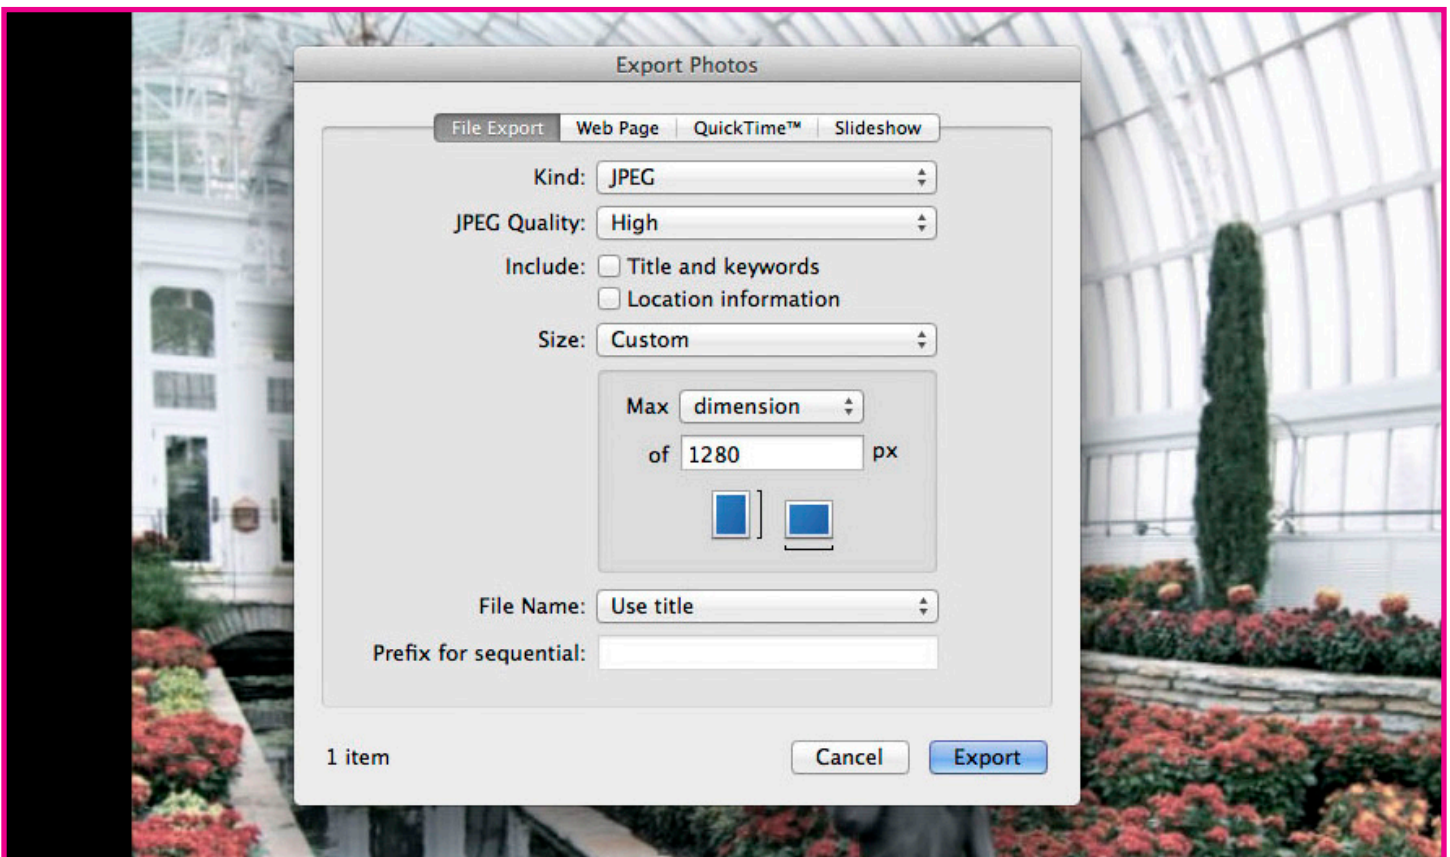 Export Photos
File Export Web Page QuickTime™ Slideshow
Kind: JPEG
JPEG Quality: High
Include: Title and keywords
Location information
Size: Custom
Max dimension
of 1280 px
File Name: Use title
Prefix for sequential:
1 item Cancel Export